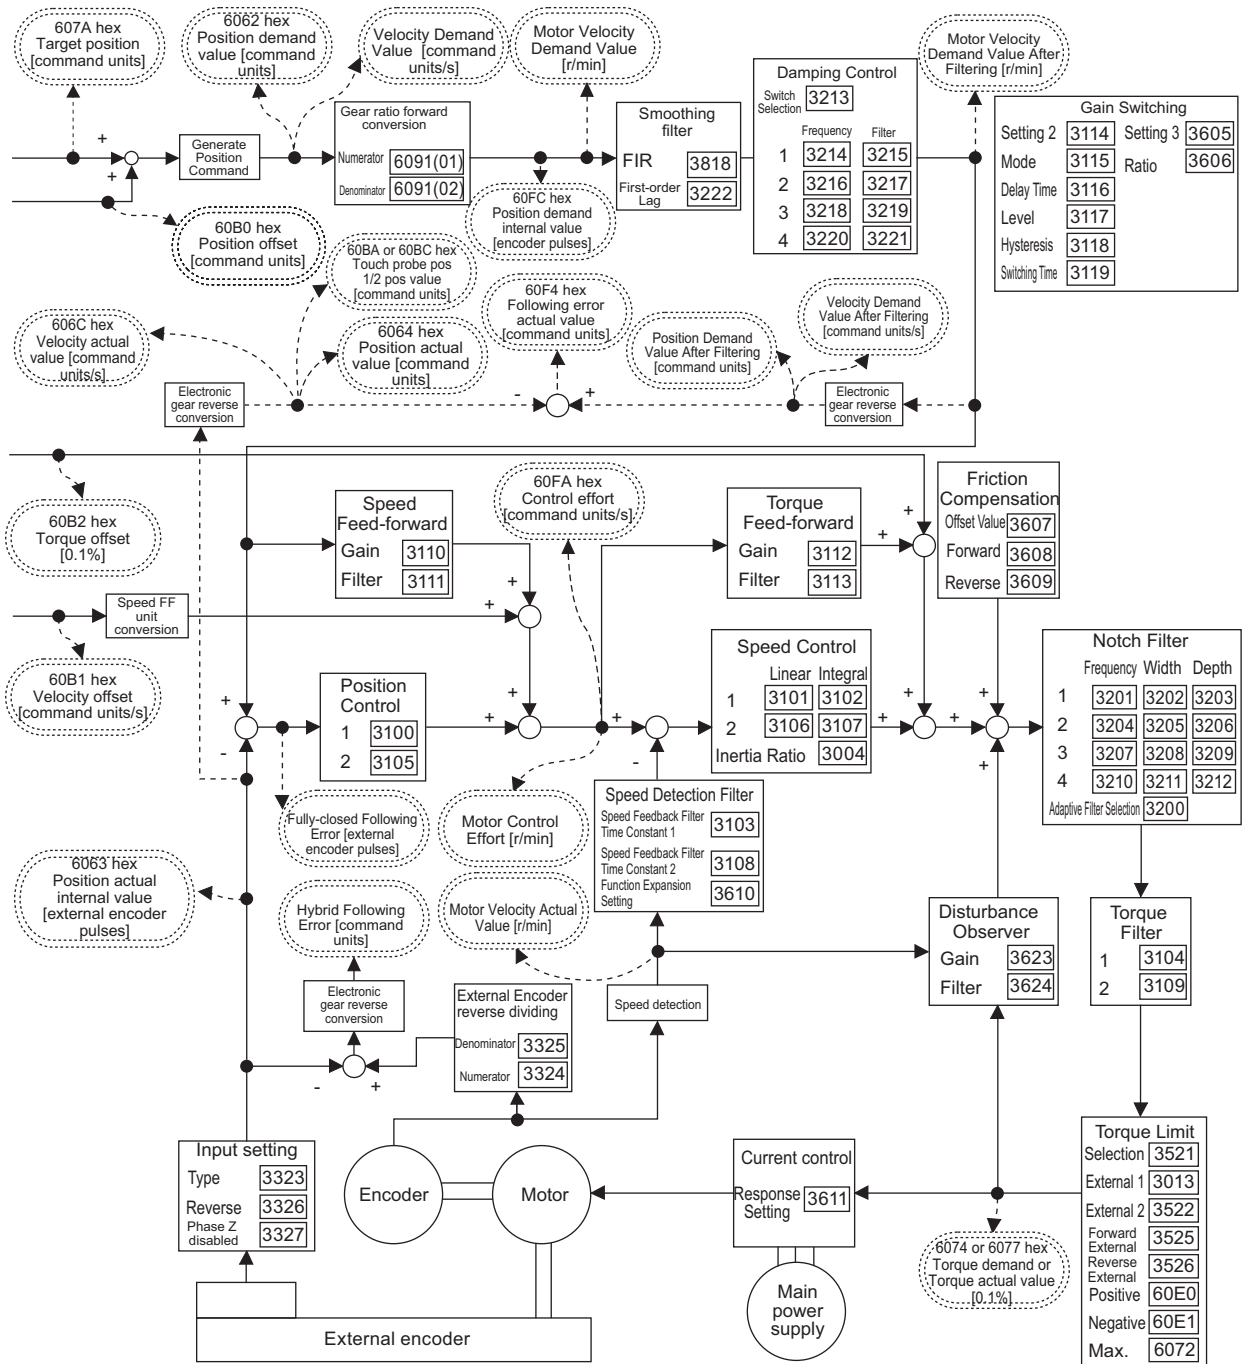 607A hex
Target position
[command units]
6062 hex
Position demand
value [command
units]
Velocity Demand
Value [command
units/s]
Motor Velocity
Demand Value
[r/min]
Motor Velocity
Demand Value After
Filtering [r/min]
+
+
Generate
Position
Command
Gear ratio forward
conversion
Numerator 6091(01)
Denominator 6091(02)
Smoothing
filter
FIR 3818
First-order
Lag 3222
Damping Control
Switch
Selection 3213
Frequency Filter
1 3214 3215
2 3216 3217
3 3218 3219
4 3220 3221
Gain Switching
Setting 2 3114 Setting 3 3605
Mode 3115 Ratio 3606
Delay Time 3116
Level 3117
Hysteresis 3118
Switching Time 3119
60B0 hex
Position offset
[command units]
60FC hex
Position demand
internal value
[encoder pulses]
60BA or 60BC hex
Touch probe pos
1/2 pos value
[command units]
606C hex
Velocity actual
value [command
units/s]
6064 hex
Position actual
value [command
units]
60F4 hex
Following error
actual value
[command units]
Position Demand
Value After Filtering
[command units]
Velocity Demand
Value After Filtering
[command units/s]
Electronic
gear reverse
conversion
- +
Electronic
gear reverse
conversion
60B2 hex
Torque offset
[0.1%]
Speed
Feed-forward
Gain 3110
Filter 3111
60FA hex
Control effort
[command units/s]
Torque
Feed-forward
Gain 3112
Filter 3113
+
+
Friction
Compensation
Offset Value 3607
Forward 3608
Reverse 3609
Speed FF
unit
conversion
+
+
60B1 hex
Velocity offset
[command units/s]
+
-
Position
Control
1 3100
2 3105
+
+
+
-
Speed Control
Linear Integral
1 3101 3102
2 3106 3107
Inertia Ratio 3004
+
+
+
+
+
Notch Filter
Frequency Width Depth
1 3201 3202 3203
2 3204 3205 3206
3 3207 3208 3209
4 3210 3211 3212
Adaptive Filter Selection 3200
Fully-closed Following
Error [external
encoder pulses]
Motor Control
Effort [r/min]
Speed Detection Filter
Speed Feedback Filter
Time Constant 1 3103
Speed Feedback Filter
Time Constant 2 3108
Function Expansion
Setting 3610
6063 hex
Position actual
internal value
[external encoder
pulses]
Hybrid Following
Error [command
units]
Motor Velocity Actual
Value [r/min]
Disturbance
Observer
Gain 3623
Filter 3624
Torque
Filter
1 3104
2 3109
Electronic
gear reverse
conversion
- +
External Encoder
reverse dividing
Denominator 3325
Numerator 3324
Speed detection
Input setting
Type 3323
Reverse 3326
Phase Z
disabled 3327
Encoder
Motor
Current control
Response
Setting 3611
Torque Limit
Selection 3521
External 1 3013
External 2 3522
Forward
External 3525
Reverse
External 3526
Positive 60E0
Negative 60E1
Max. 6072
6074 or 6077 hex
Torque demand or
Torque actual value
[0.1%]
Main
power
supply
External encoder